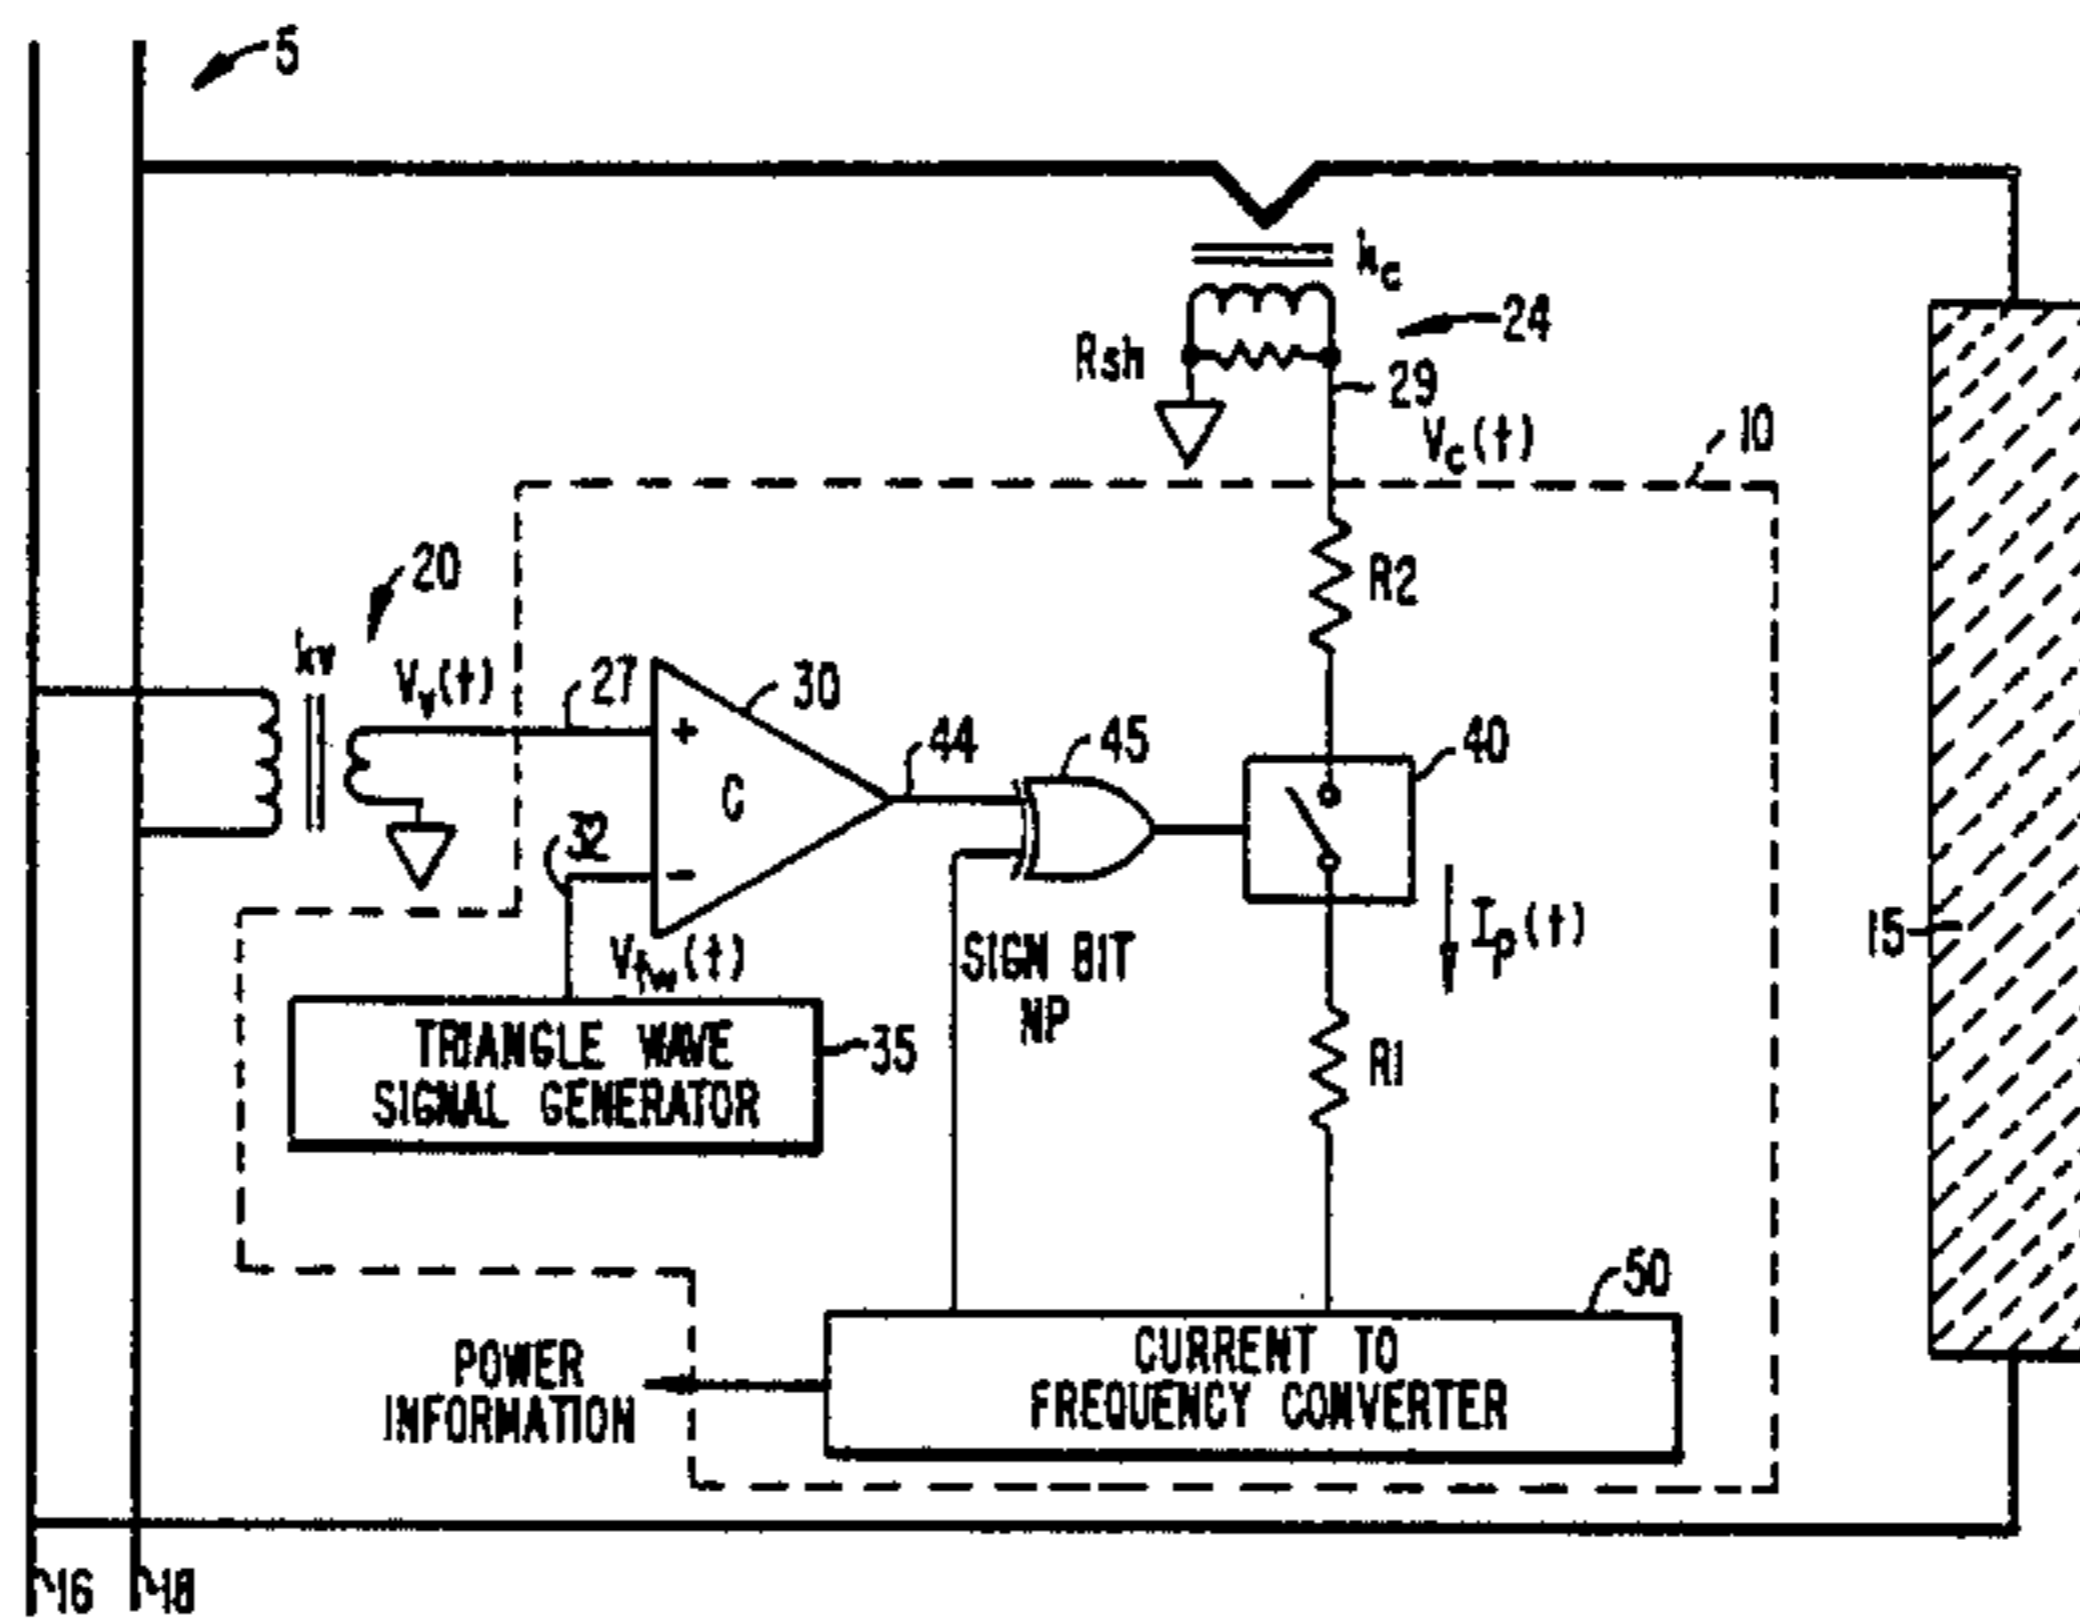 5
kc
24
Rsh
29
Vc(t)
10
R2
20
kv
Vv(t)
27
30
+
C
44
45
40
32
-
Vtw(t)
SIGN BIT
NP
Ip(t)
15
TRIANGLE WAVE
SIGNAL GENERATOR
35
R1
50
CURRENT TO
FREQUENCY CONVERTER
POWER
INFORMATION
16
18